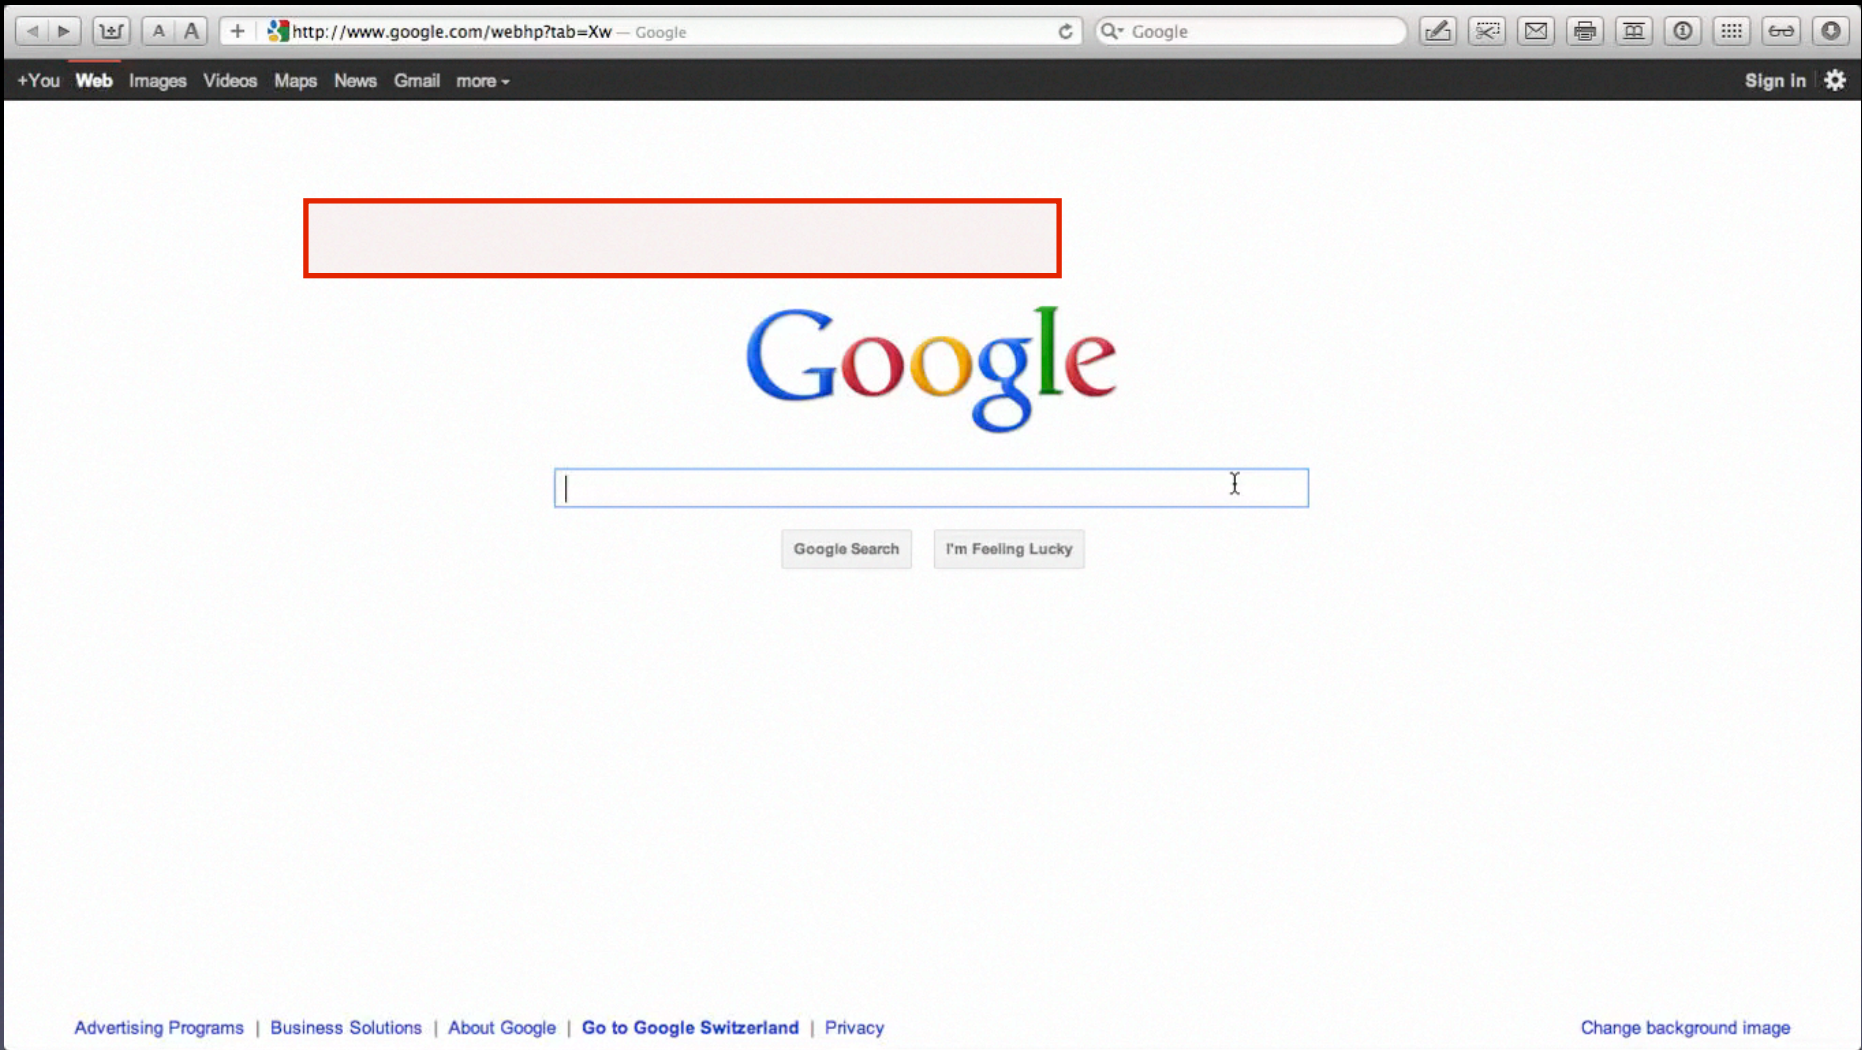 A A + http://www.google.com/webhp?tab=Xw — Google Google
+You Web Images Videos Maps News Gmail more Sign in
Google
Google Search I'm Feeling Lucky
Advertising Programs | Business Solutions | About Google | Go to Google Switzerland | Privacy Change background image